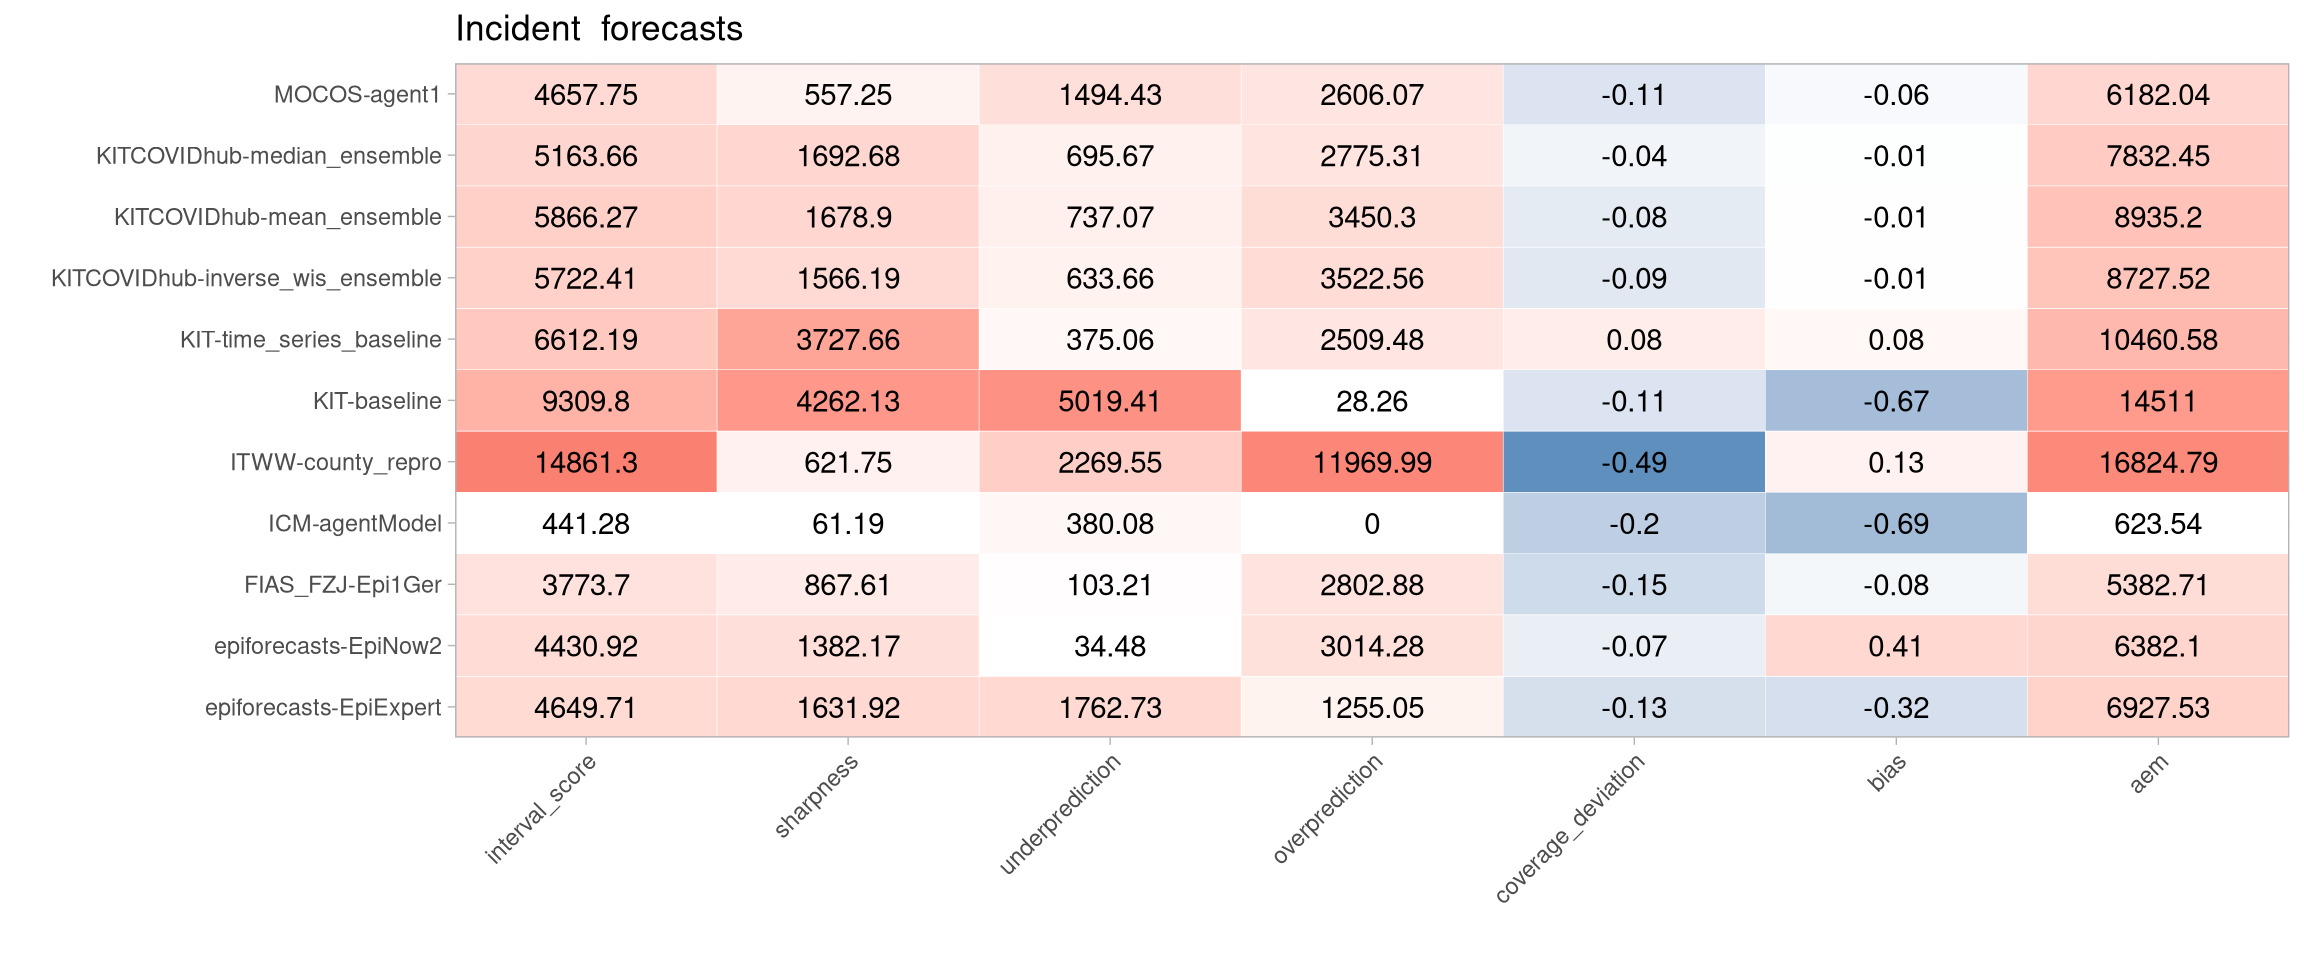 Incident  forecasts
MOCOS-agent1 4657.75 557.25 1494.43 2606.07 -0.11 -0.06 6182.04
KITCOVIDhub-median_ensemble 5163.66 1692.68 695.67 2775.31 -0.04 -0.01 7832.45
KITCOVIDhub-mean_ensemble 5866.27 1678.9 737.07 3450.3 -0.08 -0.01 8935.2
KITCOVIDhub-inverse_wis_ensemble 5722.41 1566.19 633.66 3522.56 -0.09 -0.01 8727.52
KIT-time_series_baseline 6612.19 3727.66 375.06 2509.48 0.08 0.08 10460.58
KIT-baseline 9309.8 4262.13 5019.41 28.26 -0.11 -0.67 14511
ITWW-county_repro 14861.3 621.75 2269.55 11969.99 -0.49 0.13 16824.79
ICM-agentModel 441.28 61.19 380.08 0 -0.2 -0.69 623.54
FIAS_FZJ-Epi1Ger 3773.7 867.61 103.21 2802.88 -0.15 -0.08 5382.71
epiforecasts-EpiNow2 4430.92 1382.17 34.48 3014.28 -0.07 0.41 6382.1
epiforecasts-EpiExpert 4649.71 1631.92 1762.73 1255.05 -0.13 -0.32 6927.53
interval_score sharpness underprediction overprediction coverage_deviation bias aem